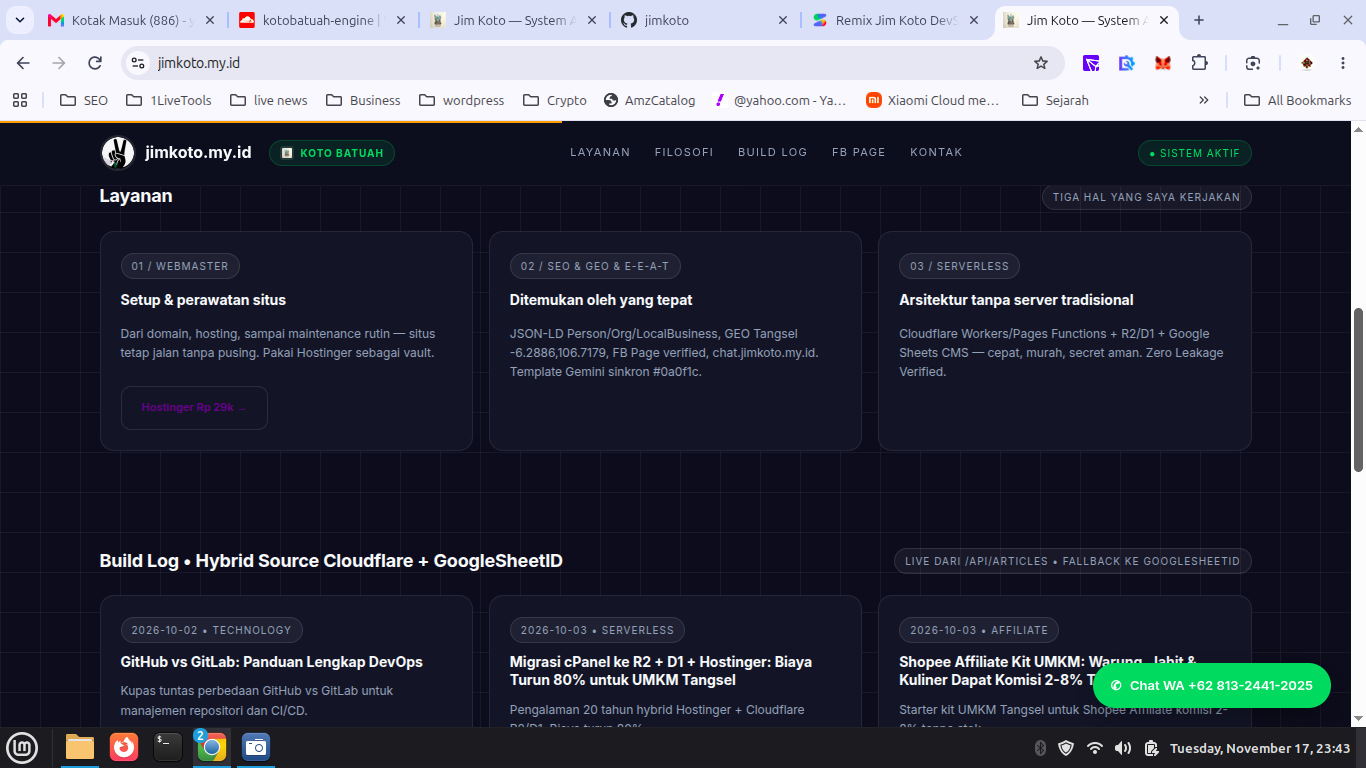 Kotak Masuk (886) -
kotobatuah-engine |
Jim Koto — System A
jimkoto
Remix Jim Koto DevS
Jim Koto — System A
jimkoto.my.id
SEO
1LiveTools
live news
Business
wordpress
Crypto
AmzCatalog
@yahoo.com - Ya…
Xiaomi Cloud me…
Sejarah
All Bookmarks
jimkoto.my.id
KOTO BATUAH
LAYANAN
FILOSOFI
BUILD LOG
FB PAGE
KONTAK
● SISTEM AKTIF
Layanan
TIGA HAL YANG SAYA KERJAKAN
01 / WEBMASTER
Setup & perawatan situs
Dari domain, hosting, sampai maintenance rutin — situs
tetap jalan tanpa pusing. Pakai Hostinger sebagai vault.
Hostinger Rp 29k →
02 / SEO & GEO & E-E-A-T
Ditemukan oleh yang tepat
JSON-LD Person/Org/LocalBusiness, GEO Tangsel
-6.2886,106.7179, FB Page verified, chat.jimkoto.my.id.
Template Gemini sinkron #0a0f1c.
03 / SERVERLESS
Arsitektur tanpa server tradisional
Cloudflare Workers/Pages Functions + R2/D1 + Google
Sheets CMS — cepat, murah, secret aman. Zero Leakage
Verified.
Build Log • Hybrid Source Cloudflare + GoogleSheetID
LIVE DARI /API/ARTICLES • FALLBACK KE GOOGLESHEETID
2026-10-02 • TECHNOLOGY
GitHub vs GitLab: Panduan Lengkap DevOps
Kupas tuntas perbedaan GitHub vs GitLab untuk
manajemen repositori dan CI/CD.
2026-10-03 • SERVERLESS
Migrasi cPanel ke R2 + D1 + Hostinger: Biaya
Turun 80% untuk UMKM Tangsel
Pengalaman 20 tahun hybrid Hostinger + Cloudflare
R2/D1. Biaya turun 80%
2026-10-03 • AFFILIATE
Shopee Affiliate Kit UMKM: Warung, Jahit &
Kuliner Dapat Komisi 2-8% T
Starter kit UMKM Tangsel untuk Shopee Affiliate komisi 2-
8% tanpa stok
Chat WA +62 813-2441-2025
2
Tuesday, November 17, 23:43